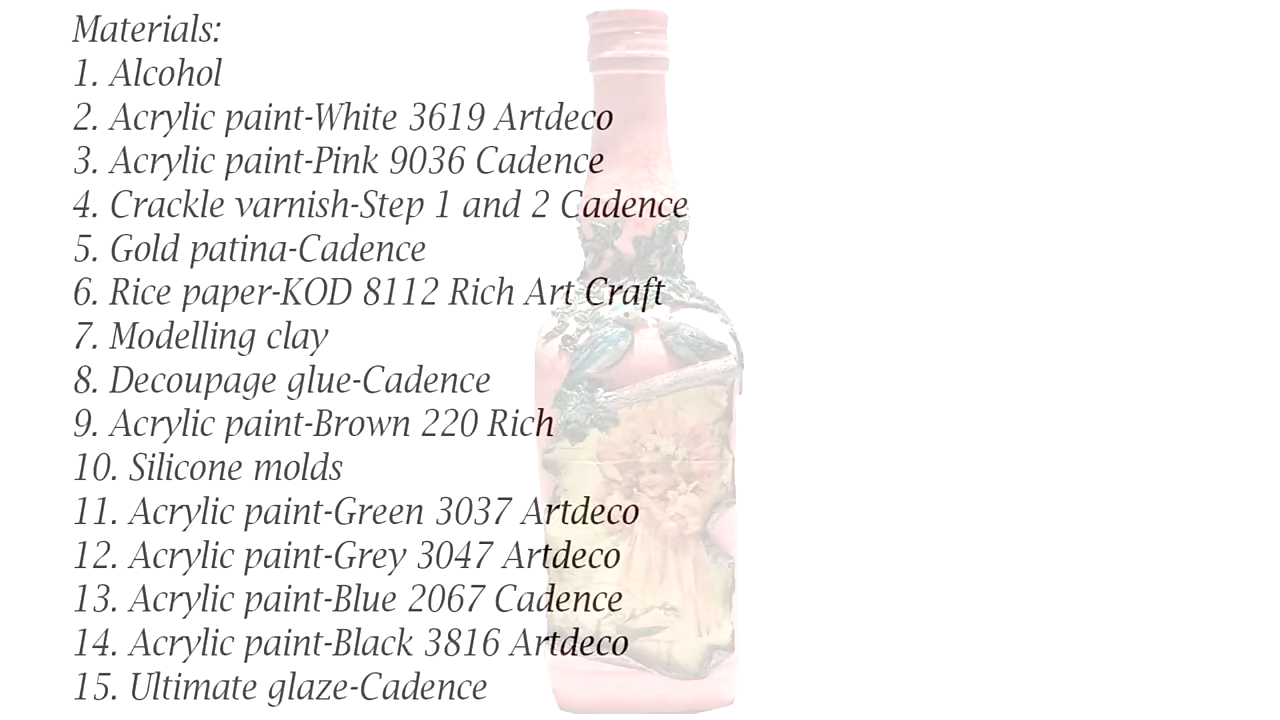 Materials:
1. Alcohol
2. Acrylic paint-White 3619 Artdeco
3. Acrylic paint-Pink 9036 Cadence
4. Crackle varnish-Step 1 and 2 Cadence
5. Gold patina-Cadence
6. Rice paper-KOD 8112 Rich Art Craft
7. Modelling clay
8. Decoupage glue-Cadence
9. Acrylic paint-Brown 220 Rich
10. Silicone molds
11. Acrylic paint-Green 3037 Artdeco
12. Acrylic paint-Grey 3047 Artdeco
13. Acrylic paint-Blue 2067 Cadence
14. Acrylic paint-Black 3816 Artdeco
15. Ultimate glaze-Cadence